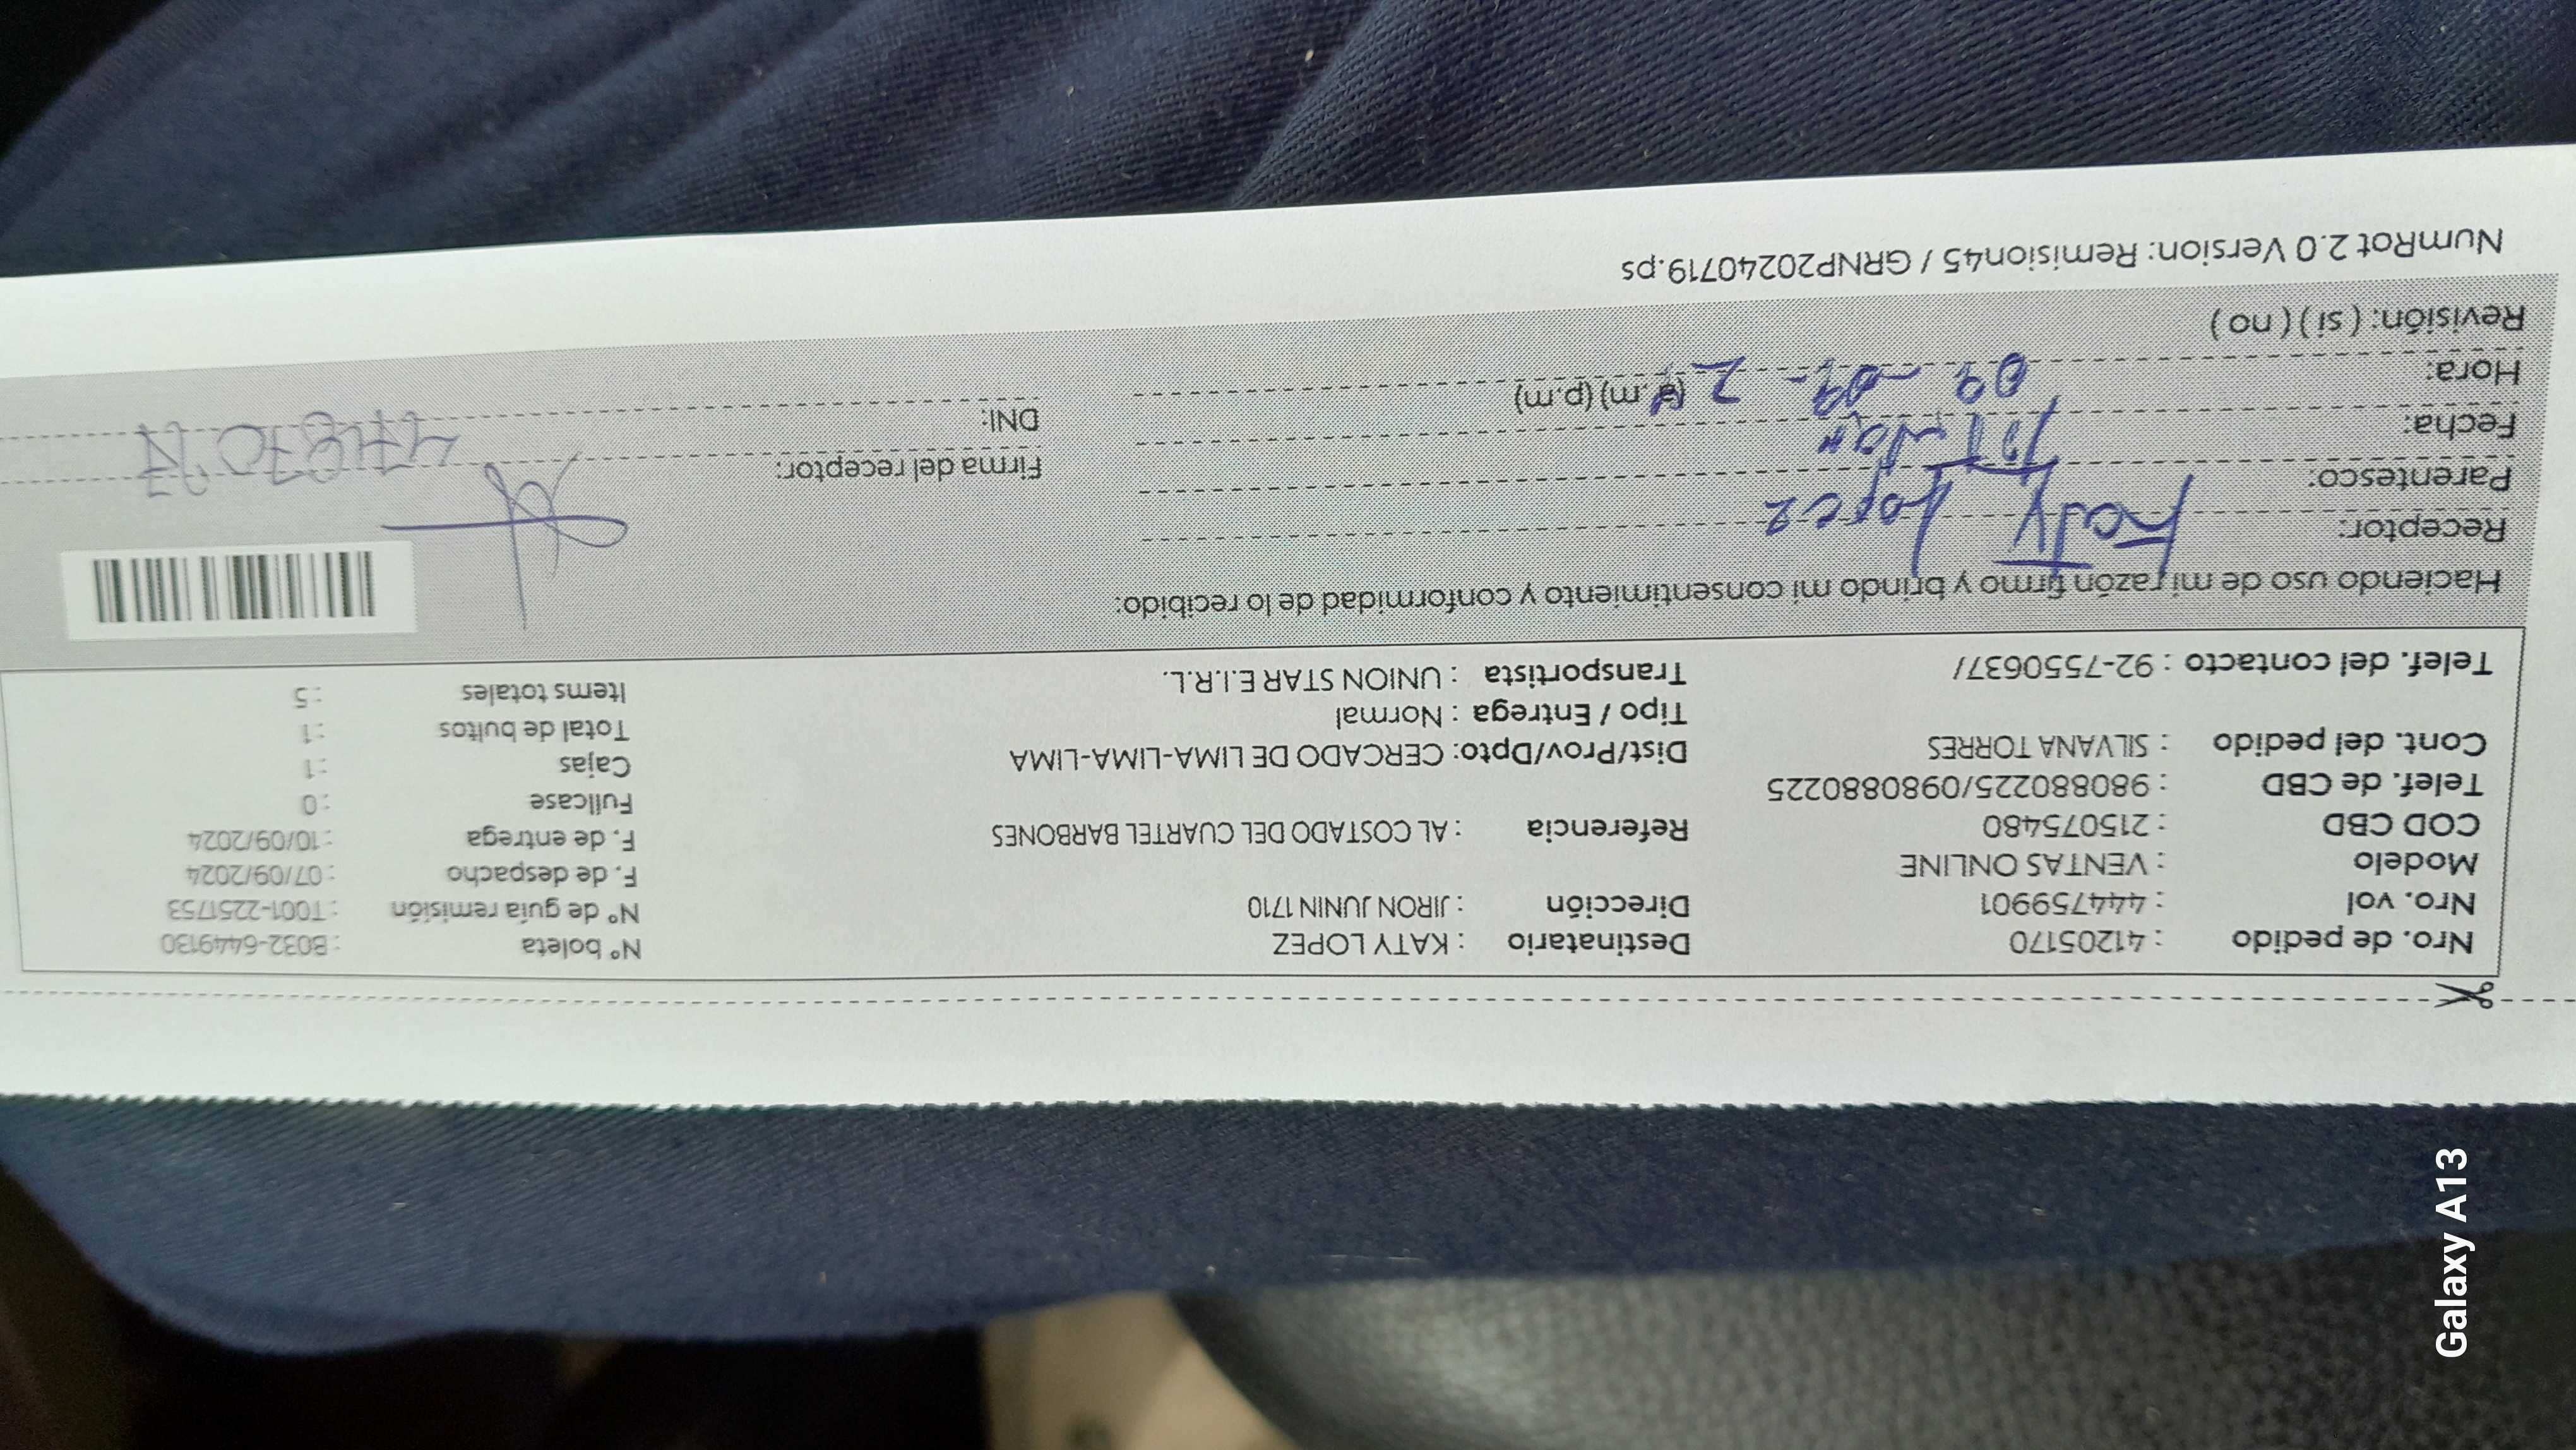 Nro. de pedido : 41205170 Destinatario : KATY LOPEZ N° boleta : B032-6449130
Nro. vol : 444759901 Dirección : JIRON JUNIN 1710 N° de guía remisión : T001-2251753
Modelo : VENTAS ONLINE F. de despacho : 07/09/2024
COD CBD : 215075480 Referencia : AL COSTADO DEL CUARTEL BARBONES F. de entrega : 10/09/2024
Telef. de CBD : 980880225/0980880225 Fullcase : 0
Cont. del pedido : SILVANA TORRES Dist/Prov/Dpto: CERCADO DE LIMA-LIMA-LIMA Cajas : 1
Tipo / Entrega : Normal Total de bultos : 1
Telef. del contacto : 92-7550637/ Transportista : UNION STAR E.I.R.L. Items totales : 5
Haciendo uso de mi razón firmo y brindo mi consentimiento y conformidad de lo recibido:
Receptor: Katy Lopez
Parentesco: Titular Firma del receptor:
Fecha: 09 - 09 - 24 DNI:
Hora: (a.m) (p.m)
Revisión: ( si ) ( no )
NumRot 2.0 Version: Remision45 / GRNP20240719.ps
Galaxy A13